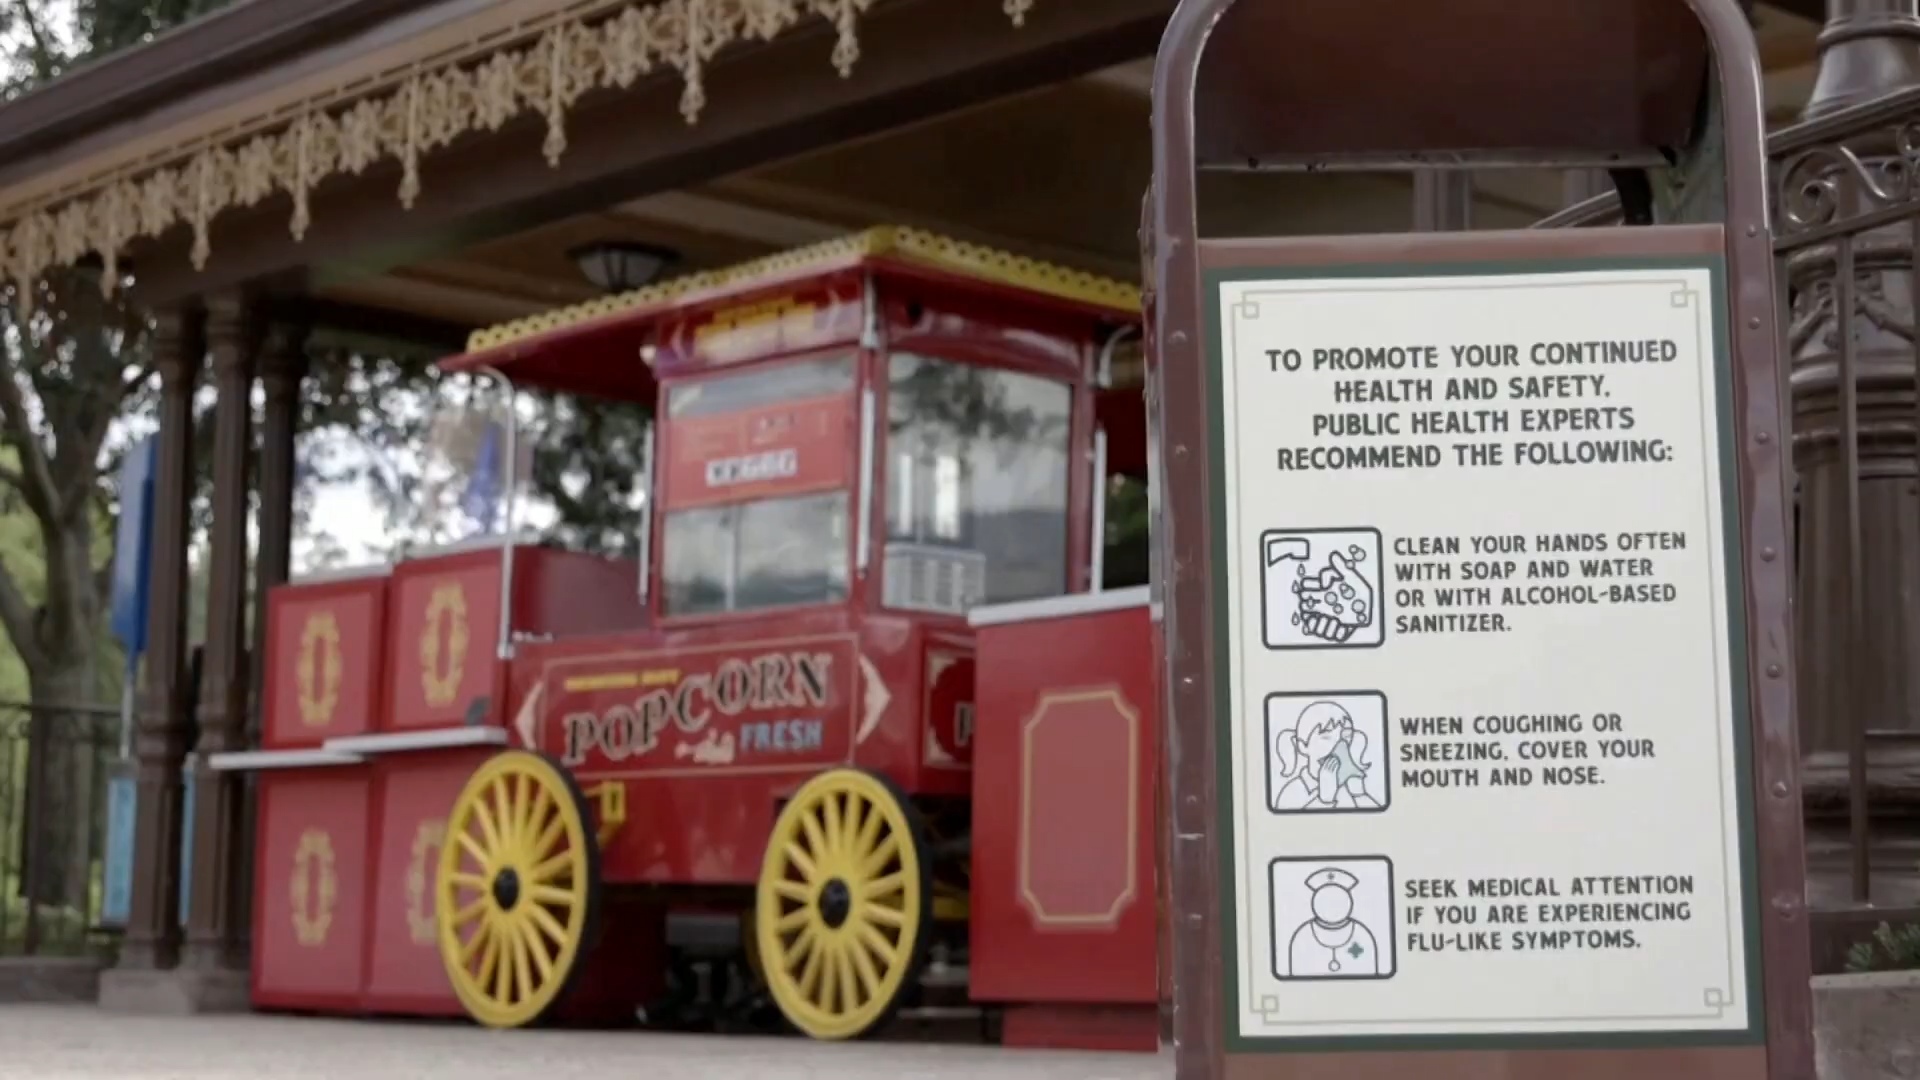 POPCORN
FRESH
TO PROMOTE YOUR CONTINUED
HEALTH AND SAFETY,
PUBLIC HEALTH EXPERTS
RECOMMEND THE FOLLOWING:
CLEAN YOUR HANDS OFTEN
WITH SOAP AND WATER
OR WITH ALCOHOL-BASED
SANITIZER.
WHEN COUGHING OR
SNEEZING, COVER YOUR
MOUTH AND NOSE.
SEEK MEDICAL ATTENTION
IF YOU ARE EXPERIENCING
FLU-LIKE SYMPTOMS.